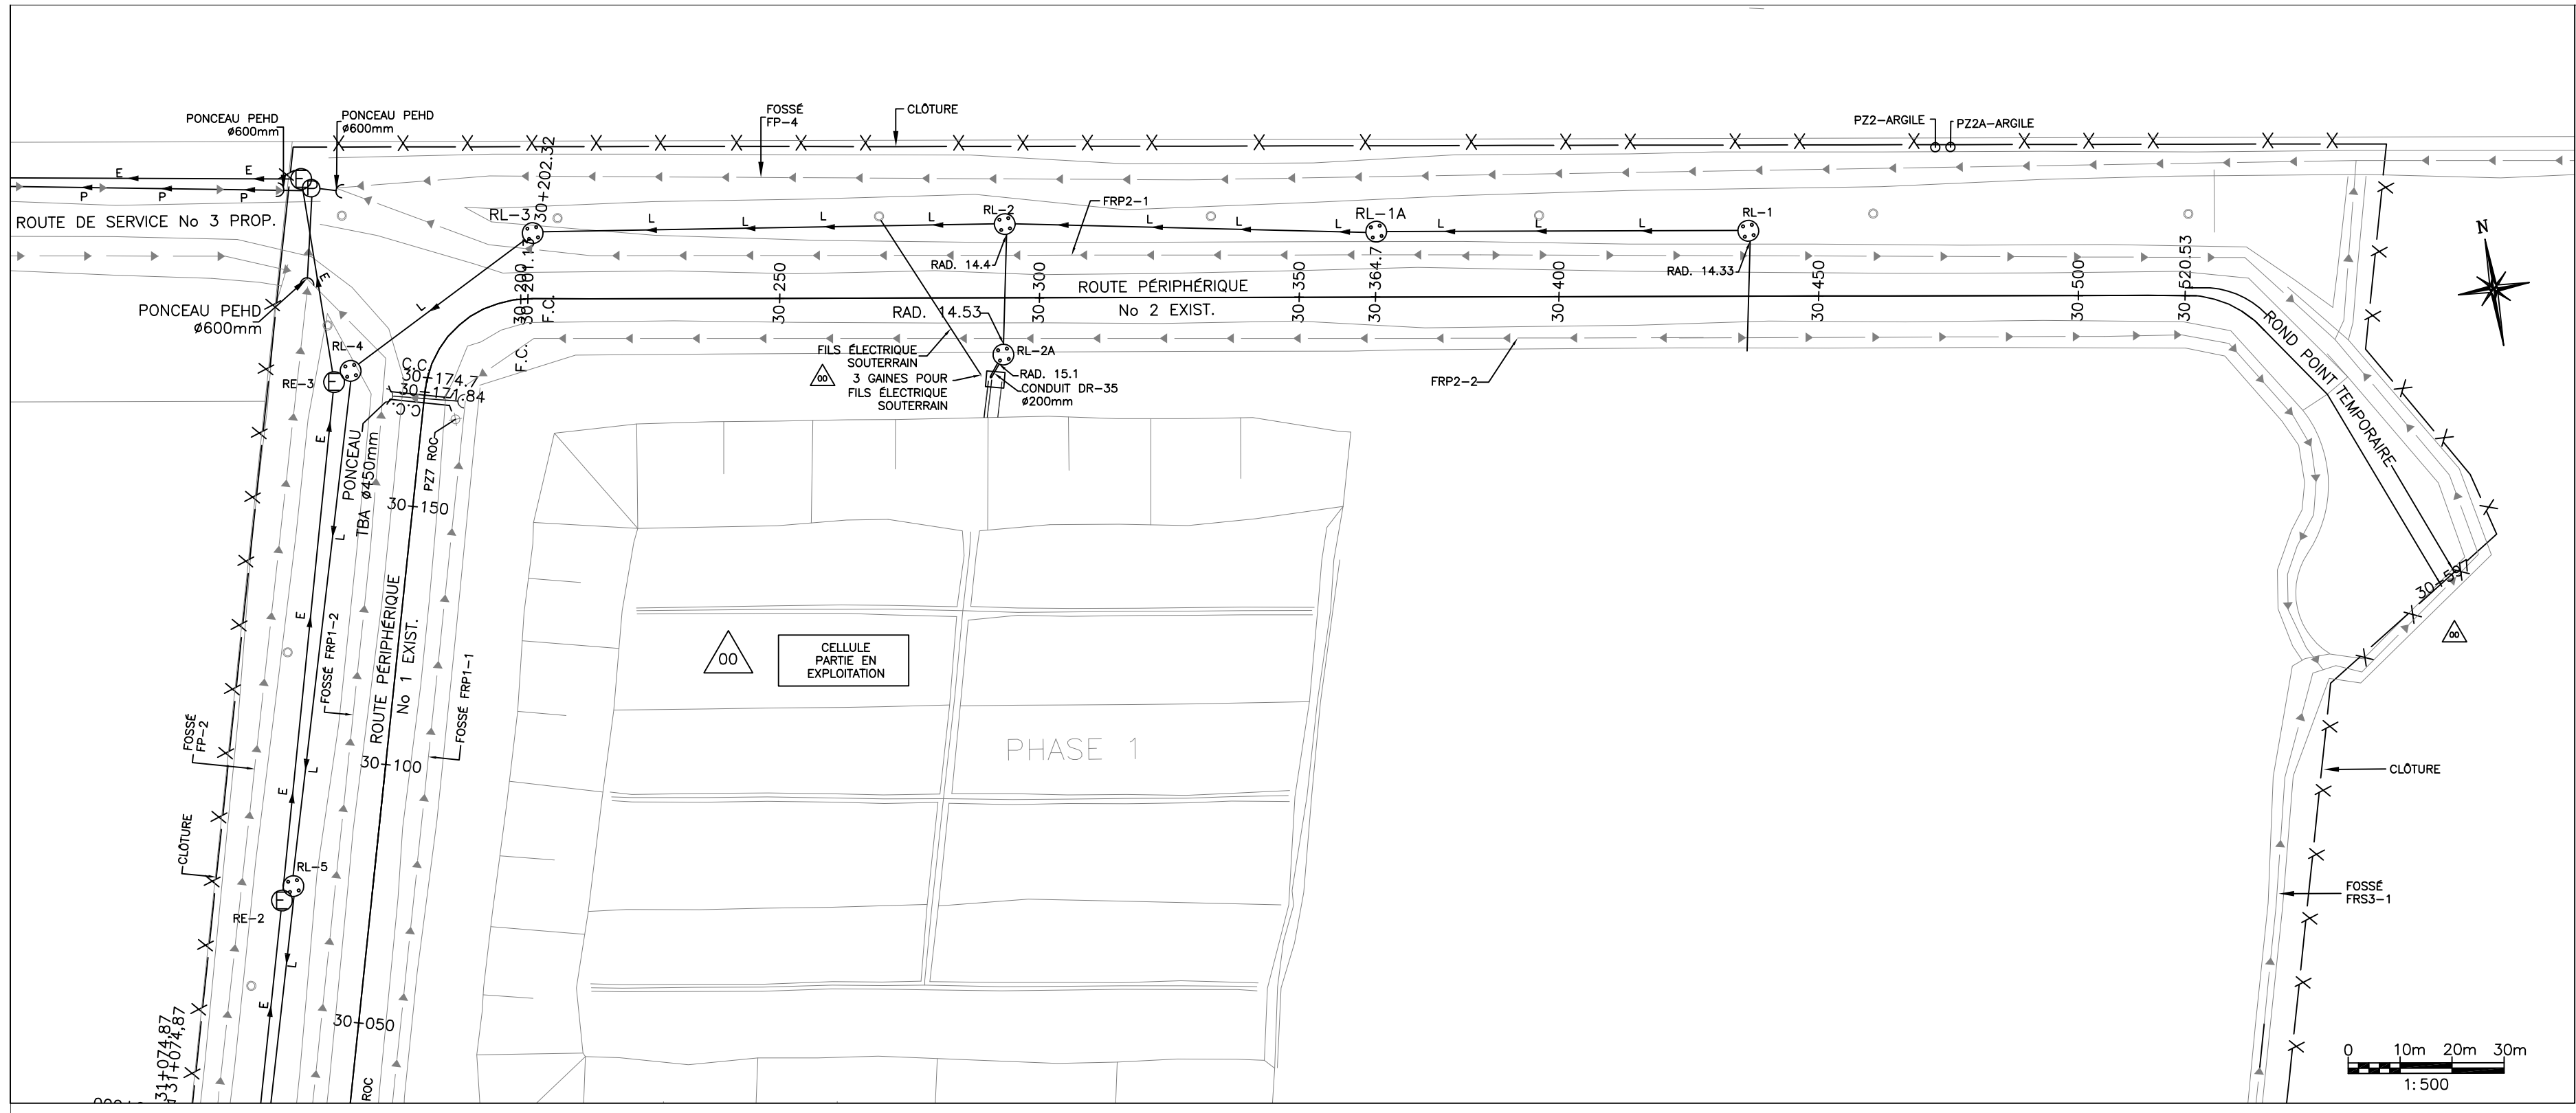 PONCEAU PEHD
ø600mm
PONCEAU PEHD
ø600mm
FOSSÉ
FP-4
CLÔTURE
PZ2-ARGILE
PZ2A-ARGILE
E
E
P
P
P
ROUTE DE SERVICE No 3 PROP.
RL-3
30+202.32
L
L
L
L
RL-2
FRP2-1
L
L
L
RL-1A
L
L
L
RL-1
N
RAD. 14.4
RAD. 14.33
30+200
30+201.13
F.C.
F.C.
30+250
30+300
30+350
30+364.7
30+400
30+450
30+500
30+520.53
ROUTE PÉRIPHÉRIQUE
No 2 EXIST.
PONCEAU PEHD
ø600mm
E
L
RAD. 14.53
RL-4
RE-3
C.C.
30+174.7
30+171.84
C.C.
FILS ÉLECTRIQUE
SOUTERRAIN
00
3 GAINES POUR
FILS ÉLECTRIQUE
SOUTERRAIN
RL-2A
RAD. 15.1
CONDUIT DR-35
ø200mm
FRP2-2
ROND POINT TEMPORAIRE
E
PONCEAU
TBA ø450mm
PZ7 ROC
30+150
L
E
ROUTE PÉRIPHÉRIQUE
No 1 EXIST.
FOSSÉ FRP1-2
FOSSÉ FRP1-1
30+597
00
00
CELLULE
PARTIE EN
EXPLOITATION
FOSSÉ
FP-2
PHASE 1
30+100
L
E
CLÔTURE
CLÔTURE
RL-5
RE-2
FOSSÉ
FRS3-1
L
E
30+050
31+074,87
31+074,87
ROC
0 10m 20m 30m
1:500